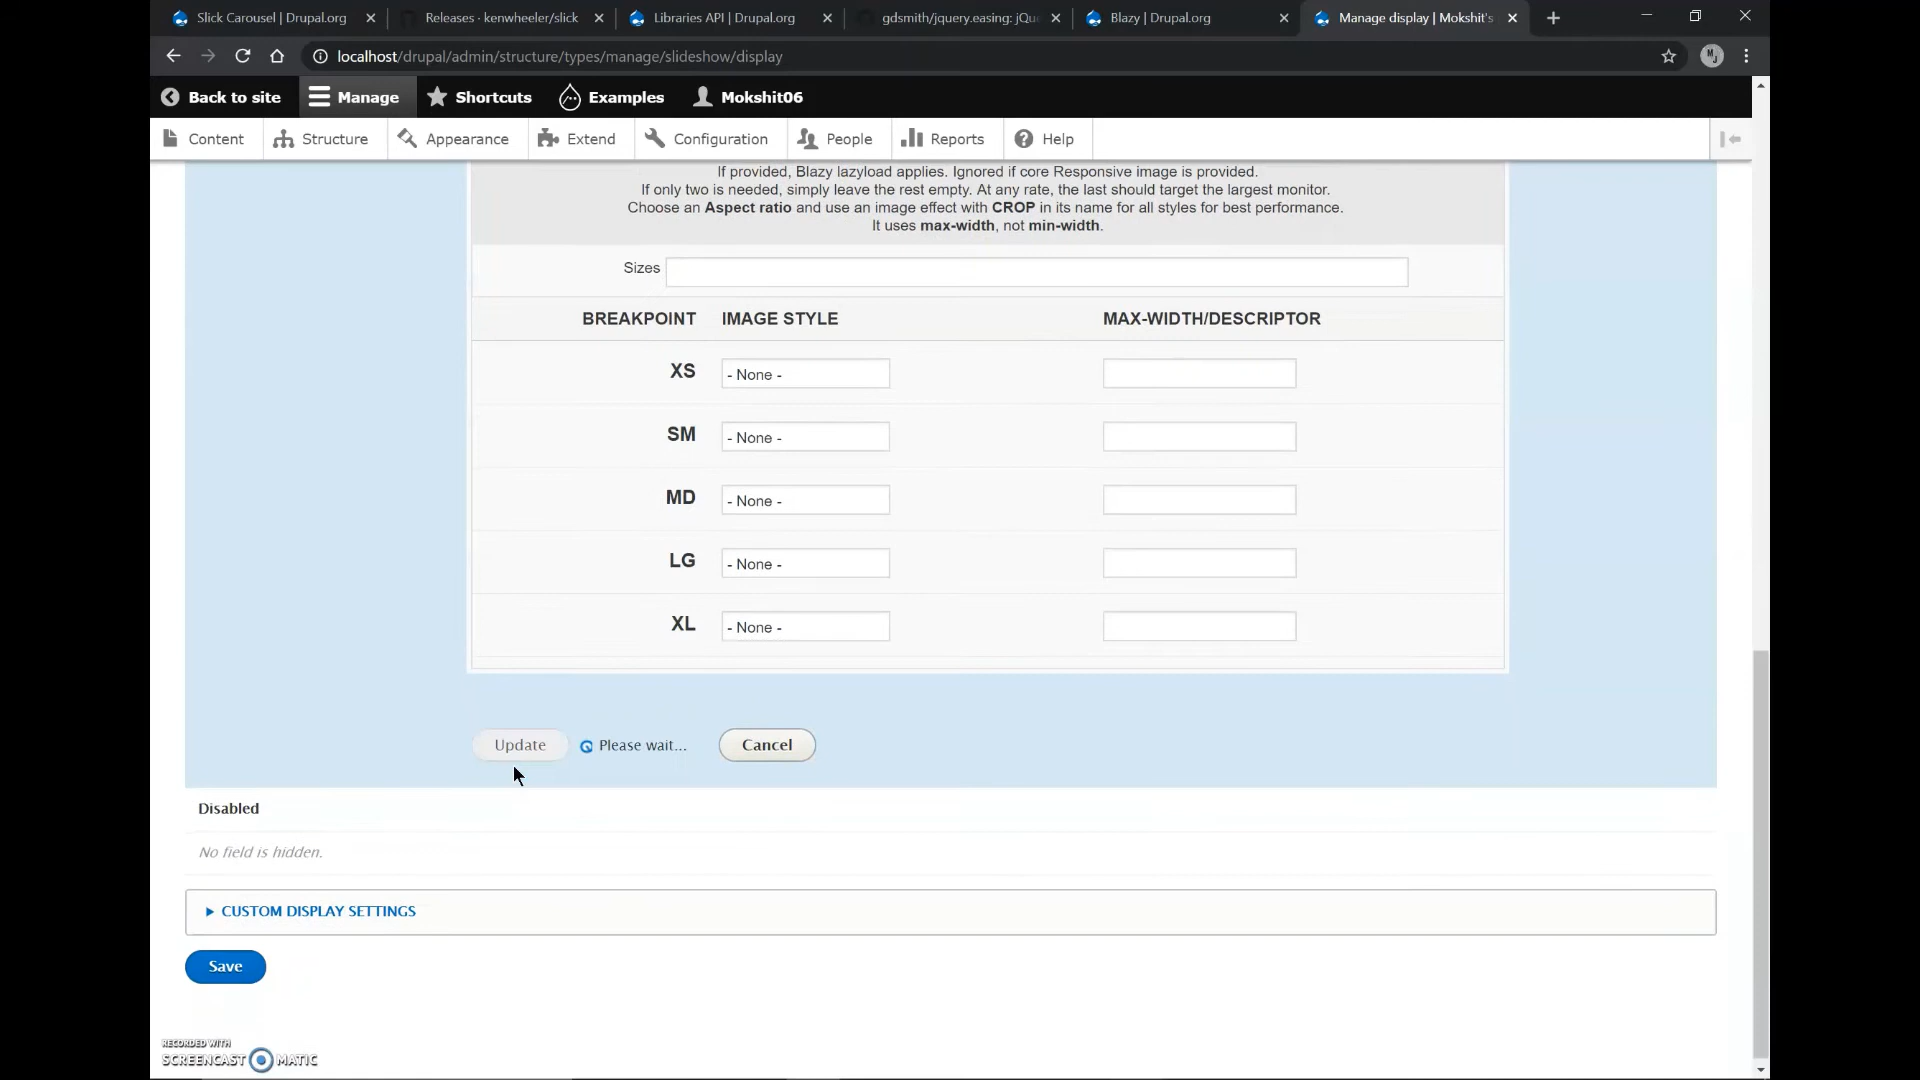 Slick Carousel | Drupal.org
Releases · kenwheeler/slick
Libraries API | Drupal.org
gdsmith/jquery.easing: jQu
Blazy | Drupal.org
Manage display | Mokshit's
localhost/drupal/admin/structure/types/manage/slideshow/display
Back to site
Manage
Shortcuts
Examples
Mokshit06
Content
Structure
Appearance
Extend
Configuration
People
Reports
Help
If provided, Blazy lazyload applies. Ignored if core Responsive image is provided.
If only two is needed, simply leave the rest empty. At any rate, the last should target the largest monitor.
Choose an Aspect ratio and use an image effect with CROP in its name for all styles for best performance.
It uses max-width, not min-width.
Sizes
BREAKPOINT IMAGE STYLE MAX-WIDTH/DESCRIPTOR
XS - None -
SM - None -
MD - None -
LG - None -
XL - None -
Update Please wait... Cancel
Disabled
No field is hidden.
CUSTOM DISPLAY SETTINGS
Save
RECORDED WITH
SCREENCAST MATIC